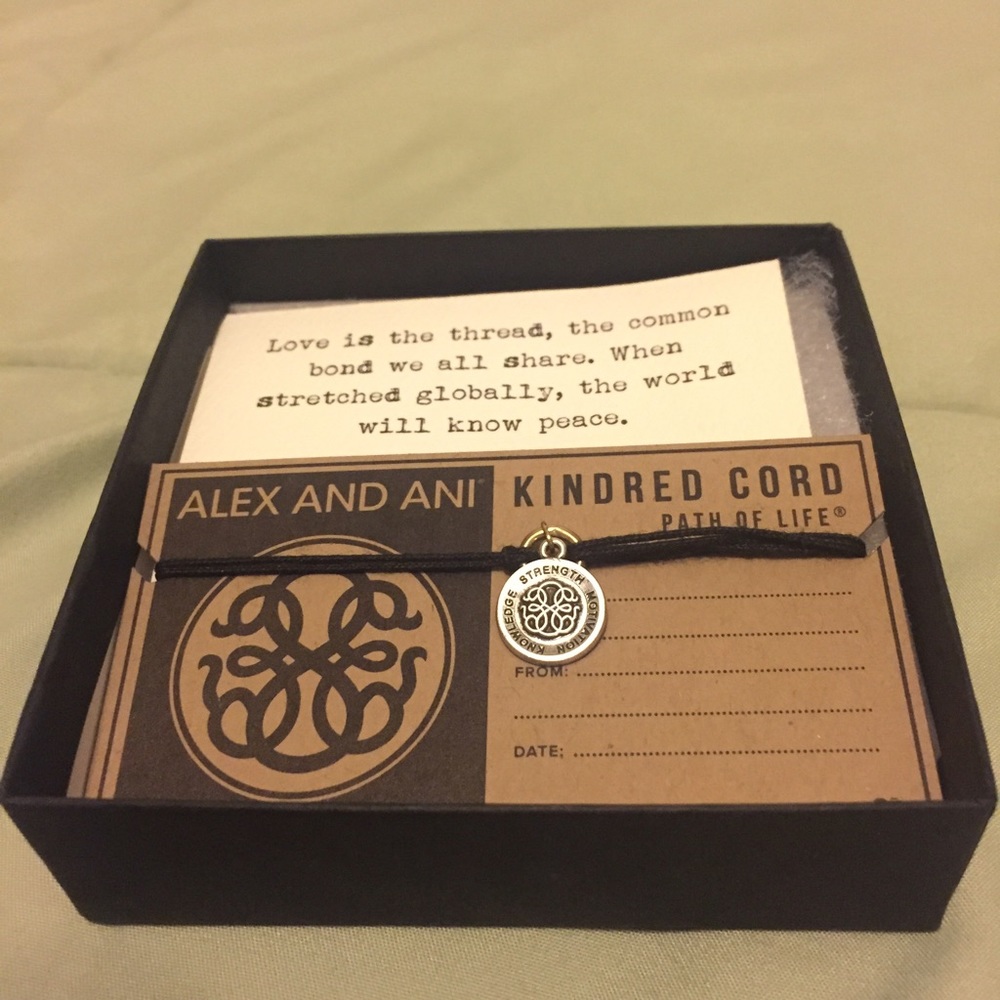 Love is the thread, the common
bond we all share. When
stretched globally, the world
will know peace.
ALEX AND ANI
KINDRED CORD
PATH OF LIFE®
KNOWLEDGE STRENGTH MOTIVATION
FROM:
DATE;